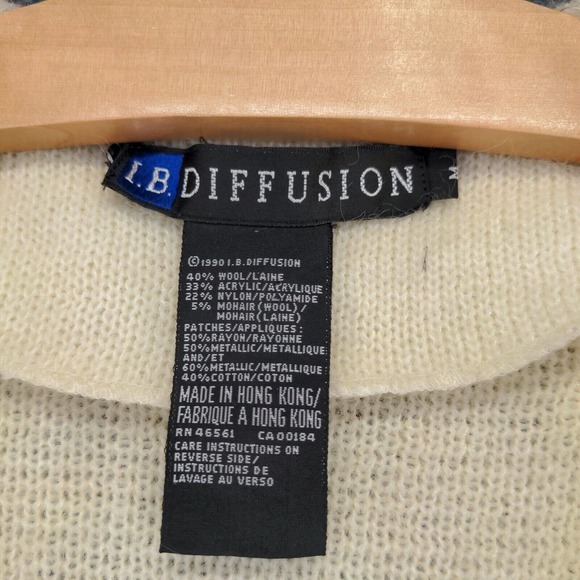 I.B. DIFFUSION M
©1990 I.B. DIFFUSION
40% WOOL/LAINE
33% ACRYLIC/ACRYLIQUE
22% NYLON/POLYAMIDE
5% MOHAIR(WOOL)/
MOHAIR(LAINE)
PATCHES/APPLIQUES:
50%RAYON/RAYONNE
50%METALLIC/METALLIQUE
AND/ET
60%METALLIC/METALLIQUE
40%COTTON/COTON
MADE IN HONG KONG/
FABRIQUE A HONG KONG
RN 46561 CA 00184
CARE INSTRUCTIONS ON
REVERSE SIDE/
INSTRUCTIONS DE
LAVAGE AU VERSO